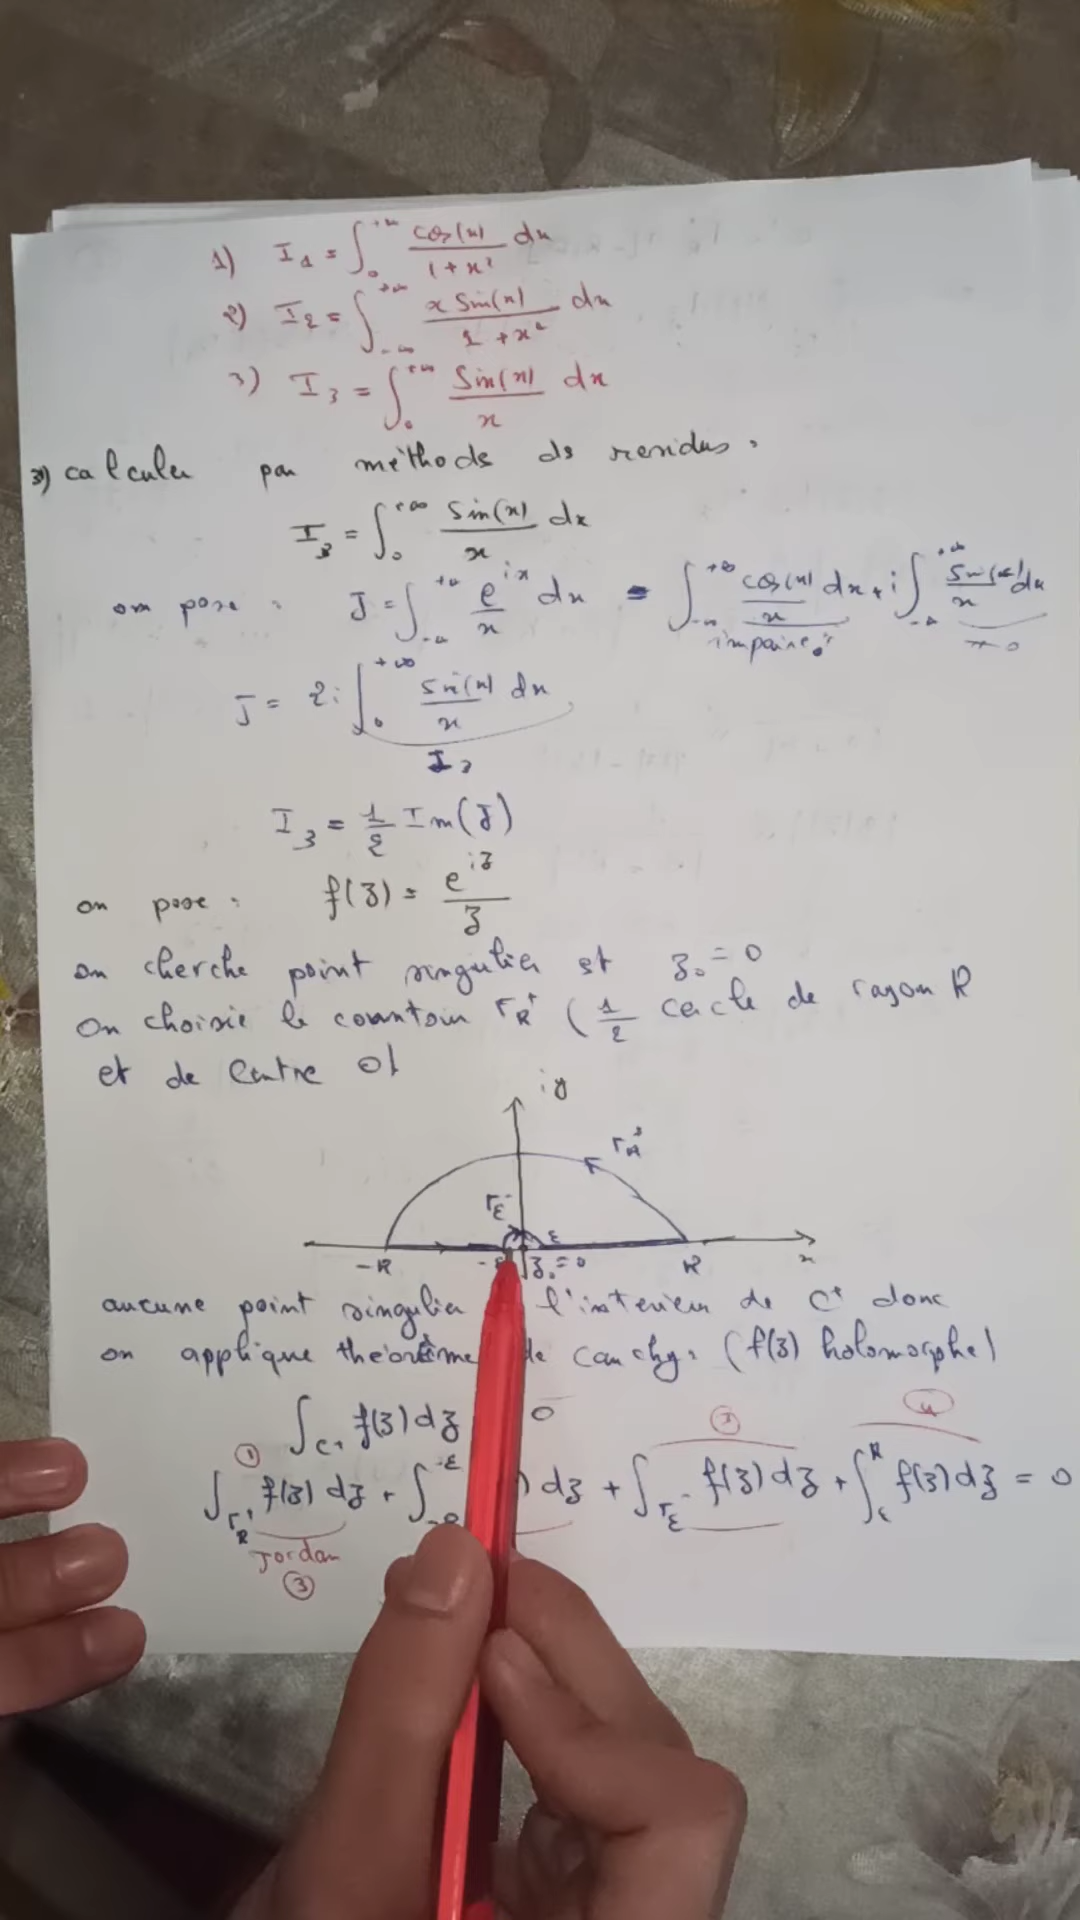 1) I₁ = ∫₀^{+∞} cos(x)/(1+x²) dx
2) I₂ = ∫_{-∞}^{+∞} x sin(x)/(1+x²) dx
3) I₃ = ∫₀^{+∞} sin(x)/x dx
3) calculer par méthode ds residus.
I₃ = ∫₀^{+∞} sin(x)/x dx
on pose : J = ∫_{-∞}^{+∞} e^{ix}/x dx = ∫_{-∞}^{+∞} cos(x)/x dx + i ∫_{-∞}^{+∞} sin(x)/x dx
impaire
J = 2i ∫₀^{+∞} sin(x)/x dx
I₃
I₃ = 1/2 Im(J)
on pose : f(z) = e^{iz}/z
on cherche point singulier et z₀ = 0
On choisie le countour Γ_R⁺ (1/2 cercle de rayon R
et de Centre 0)
iy
Γ_R⁺
Γ_ε⁻ ε
-R z₀=0 R x
aucune point singulier l'interieur de C⁺ donc
on applique theorème de cauchy. (f(z) holomorphe)
∫_{C⁺} f(z) dz 0
① ② ④
∫_{Γ_R⁺} f(z) dz + ∫^{-ε} dz + ∫_{Γ_ε⁻} f(z) dz + ∫_ε^R f(z) dz = 0
Jordan
③